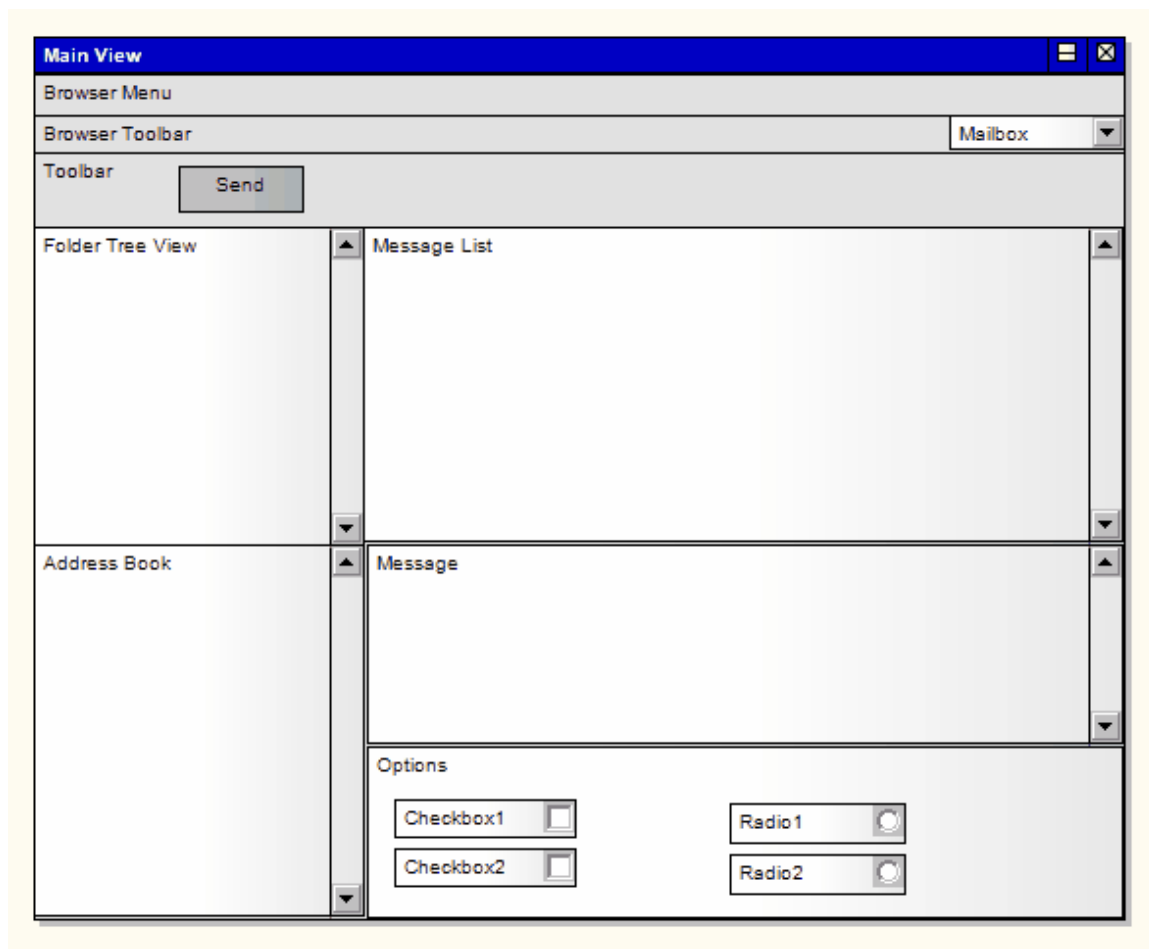 Main View
Browser Menu
Browser Toolbar
Mailbox
Toolbar
Send
Folder Tree View
Message List
Address Book
Message
Options
Checkbox1
Radio1
Checkbox2
Radio2